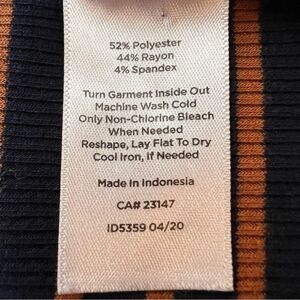 52% Polyester
44% Rayon
4% Spandex
Turn Garment Inside Out
Machine Wash Cold
Only Non-Chlorine Bleach
When Needed
Reshape, Lay Flat To Dry
Cool Iron, If Needed
Made In Indonesia
CA# 23147
ID5359 04/20